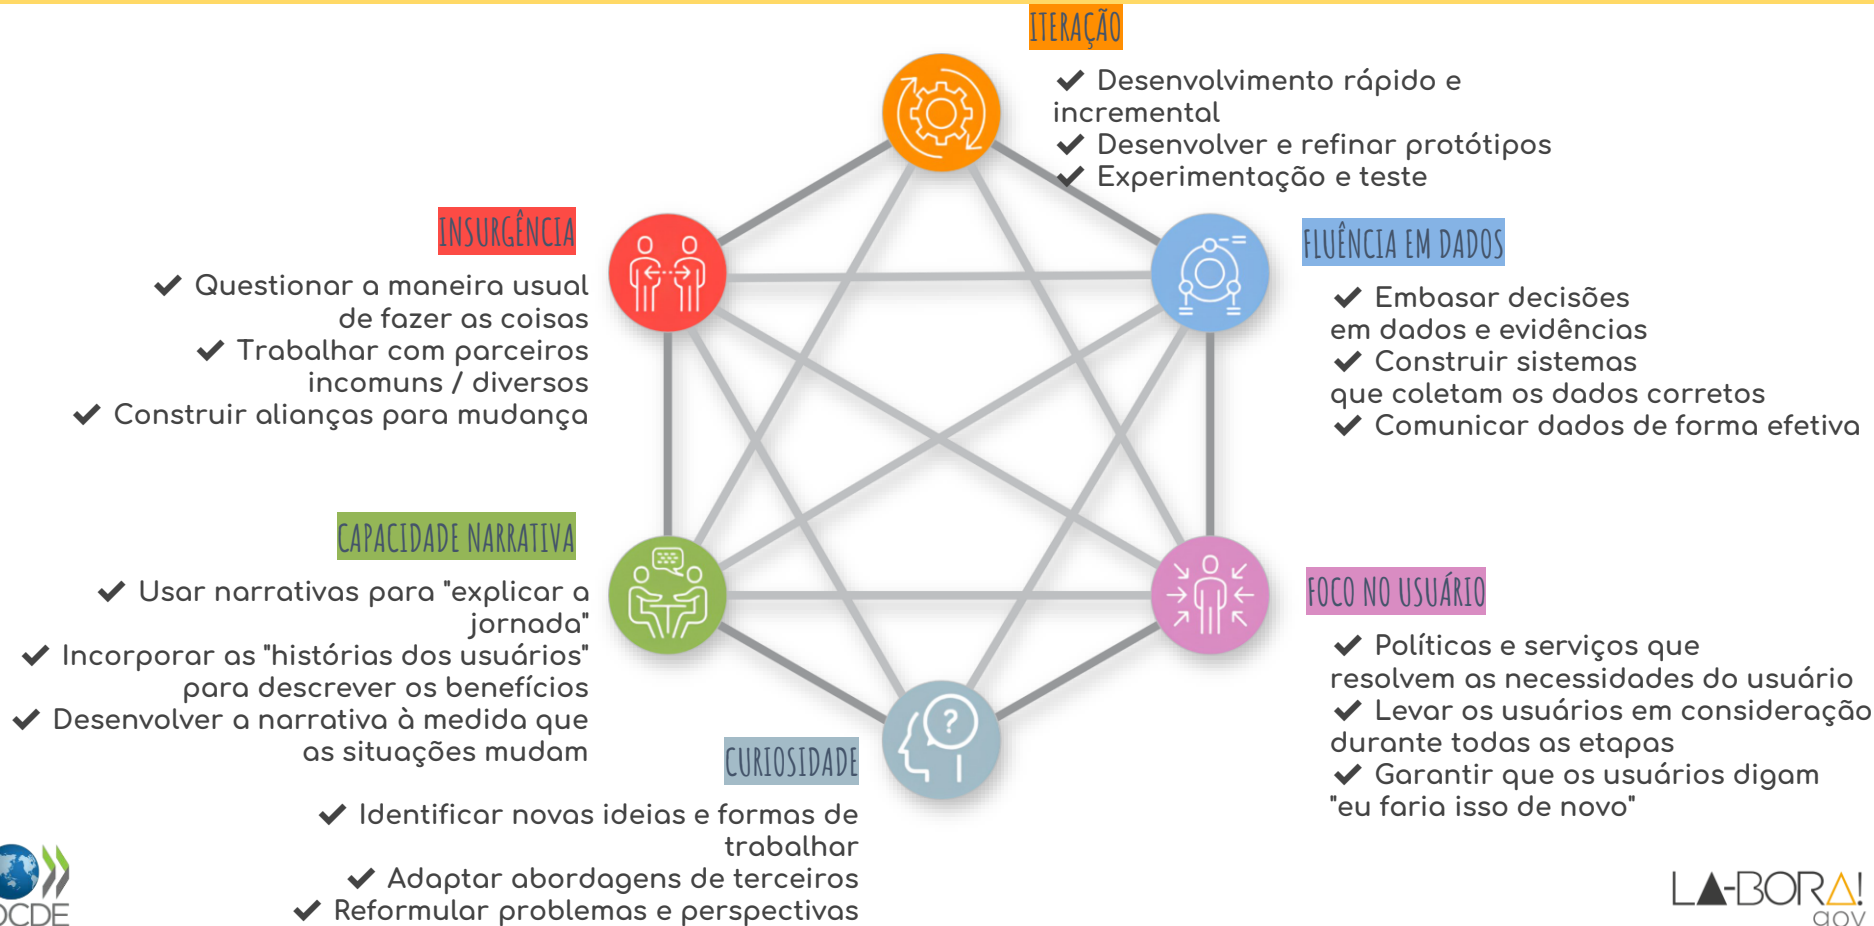 ITERAÇÃO
✔ Desenvolvimento rápido e
incremental
✔ Desenvolver e refinar protótipos
✔ Experimentação e teste
INSURGÊNCIA
✔ Questionar a maneira usual
de fazer as coisas
✔ Trabalhar com parceiros
incomuns / diversos
✔ Construir alianças para mudança
FLUÊNCIA EM DADOS
✔ Embasar decisões
em dados e evidências
✔ Construir sistemas
que coletam os dados corretos
✔ Comunicar dados de forma efetiva
CAPACIDADE NARRATIVA
✔ Usar narrativas para "explicar a
jornada"
✔ Incorporar as "histórias dos usuários"
para descrever os benefícios
✔ Desenvolver a narrativa à medida que
as situações mudam
FOCO NO USUÁRIO
✔ Políticas e serviços que
resolvem as necessidades do usuário
✔ Levar os usuários em consideração
durante todas as etapas
✔ Garantir que os usuários digam
"eu faria isso de novo"
?
CURIOSIDADE
✔ Identificar novas ideias e formas de
trabalhar
✔ Adaptar abordagens de terceiros
✔ Reformular problemas e perspectivas
OCDE
LA-BORA!
gov